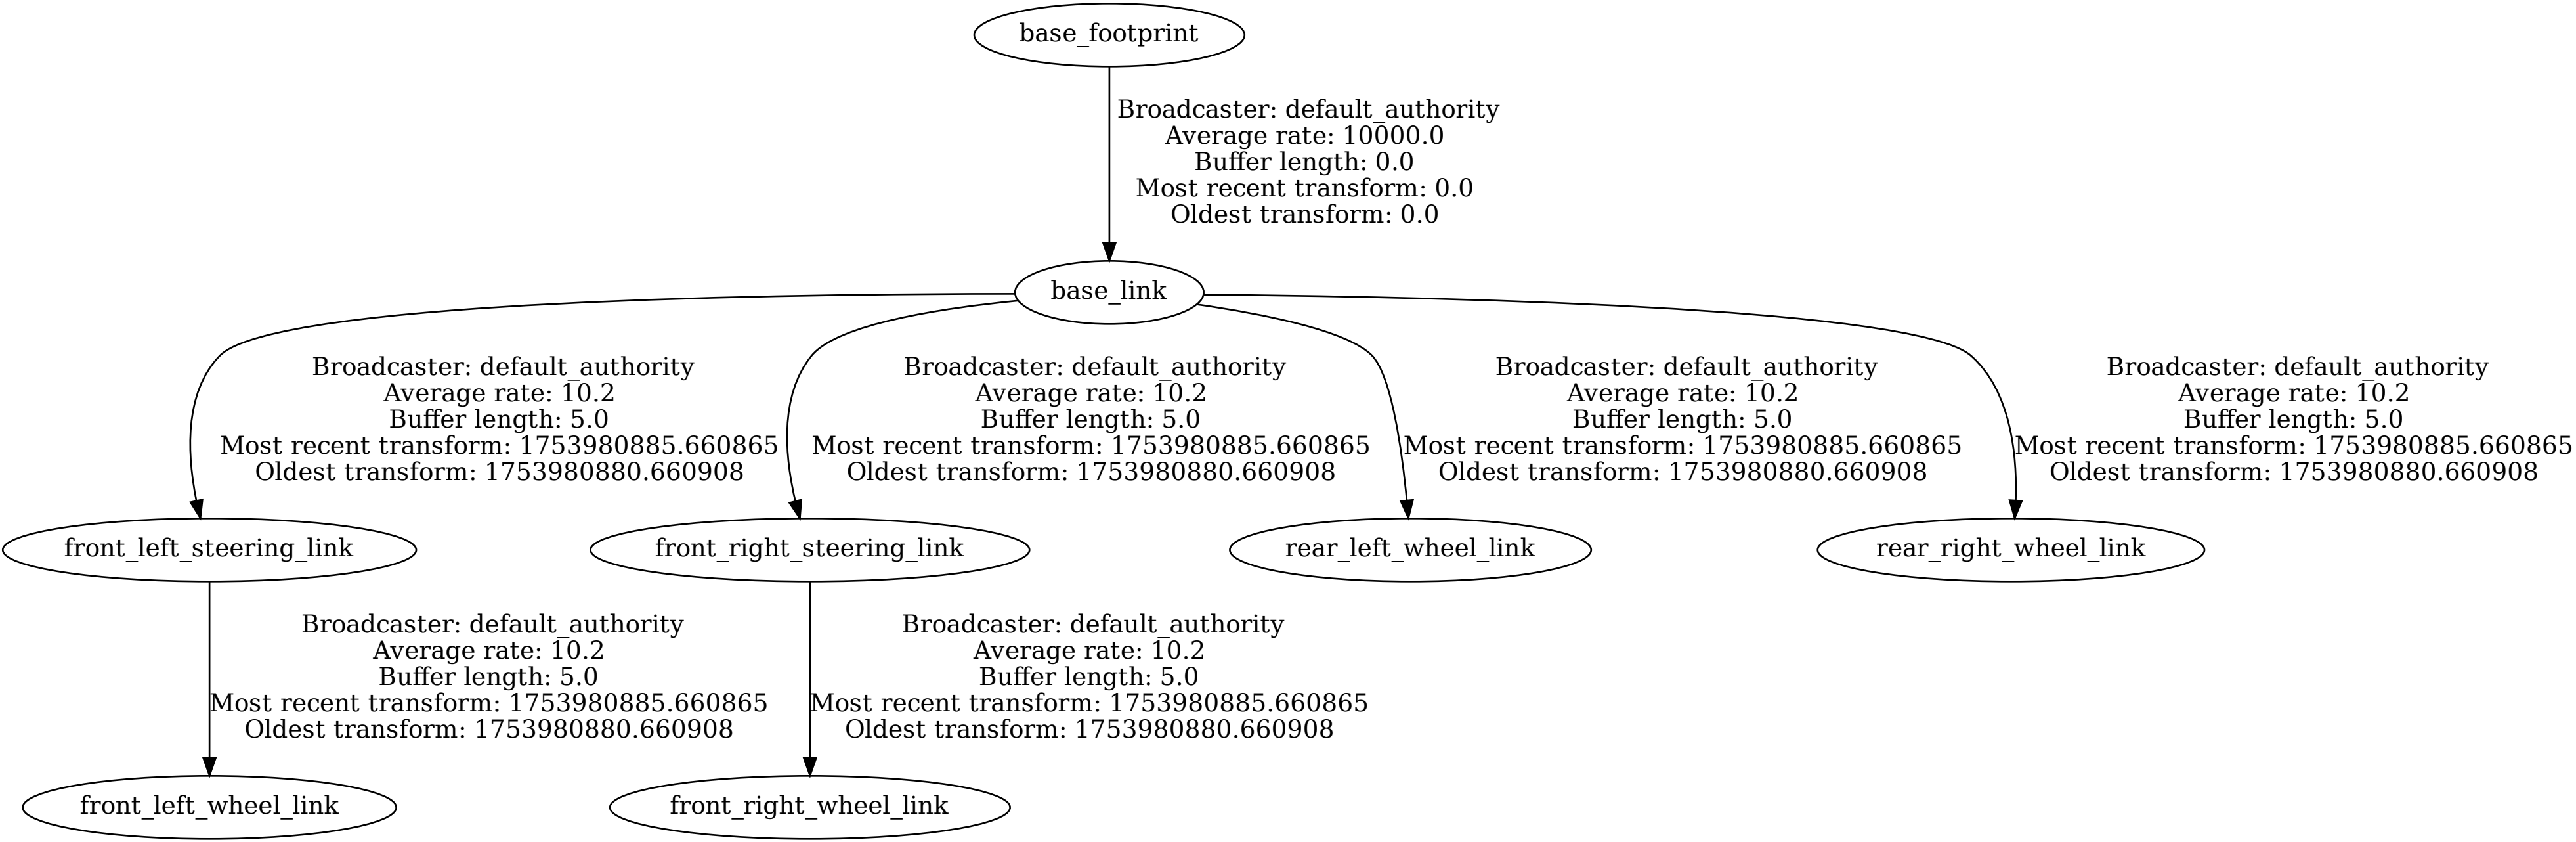 base_footprint
Broadcaster: default_authority
Average rate: 10000.0
Buffer length: 0.0
Most recent transform: 0.0
Oldest transform: 0.0
base_link
Broadcaster: default_authority
Average rate: 10.2
Buffer length: 5.0
Most recent transform: 1753980885.660865
Oldest transform: 1753980880.660908
Broadcaster: default_authority
Average rate: 10.2
Buffer length: 5.0
Most recent transform: 1753980885.660865
Oldest transform: 1753980880.660908
Broadcaster: default_authority
Average rate: 10.2
Buffer length: 5.0
Most recent transform: 1753980885.660865
Oldest transform: 1753980880.660908
Broadcaster: default_authority
Average rate: 10.2
Buffer length: 5.0
Most recent transform: 1753980885.660865
Oldest transform: 1753980880.660908
front_left_steering_link
front_right_steering_link
rear_left_wheel_link
rear_right_wheel_link
Broadcaster: default_authority
Average rate: 10.2
Buffer length: 5.0
Most recent transform: 1753980885.660865
Oldest transform: 1753980880.660908
Broadcaster: default_authority
Average rate: 10.2
Buffer length: 5.0
Most recent transform: 1753980885.660865
Oldest transform: 1753980880.660908
front_left_wheel_link
front_right_wheel_link